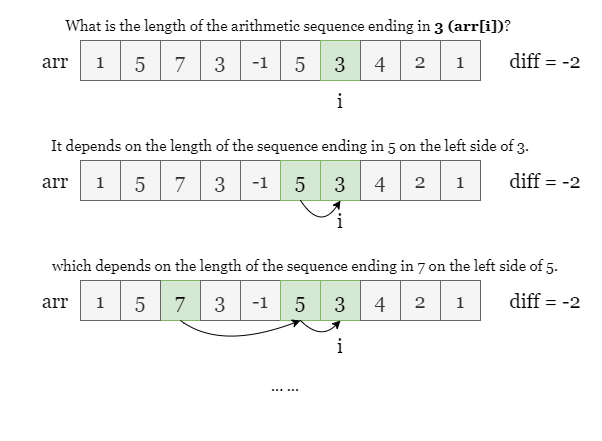 What is the length of the arithmetic sequence ending in 3 (arr[i])?
arr 1 5 7 3 -1 5 3 4 2 1 diff = -2
i
It depends on the length of the sequence ending in 5 on the left side of 3.
arr 1 5 7 3 -1 5 3 4 2 1 diff = -2
i
which depends on the length of the sequence ending in 7 on the left side of 5.
arr 1 5 7 3 -1 5 3 4 2 1 diff = -2
i
... ...